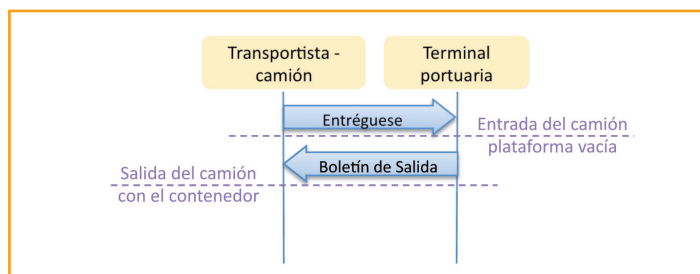 Transportista -
camión
Terminal
portuaria
Entréguese
Entrada del camión
plataforma vacía
Boletín de Salida
Salida del camión
con el contenedor